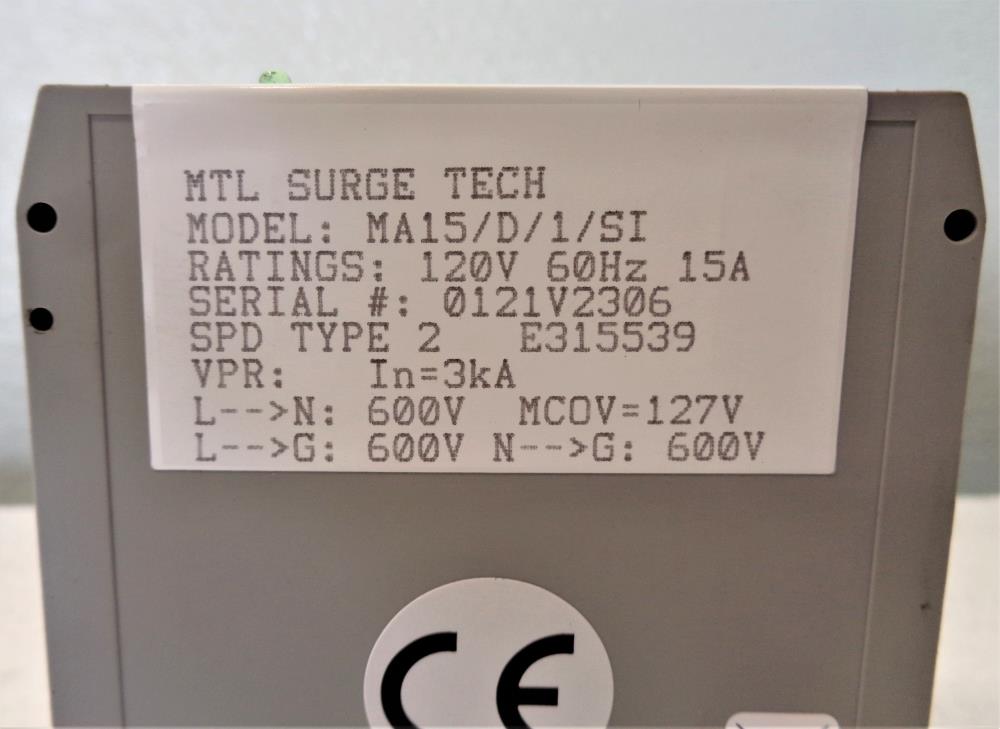 MTL SURGE TECH
MODEL: MA15/D/1/SI
RATINGS: 120V 60Hz 15A
SERIAL #: 0121V2306
SPD TYPE 2 E315539
VPR: In=3kA
L-->N: 600V MCOV=127V
L-->G: 600V N-->G: 600V
CE